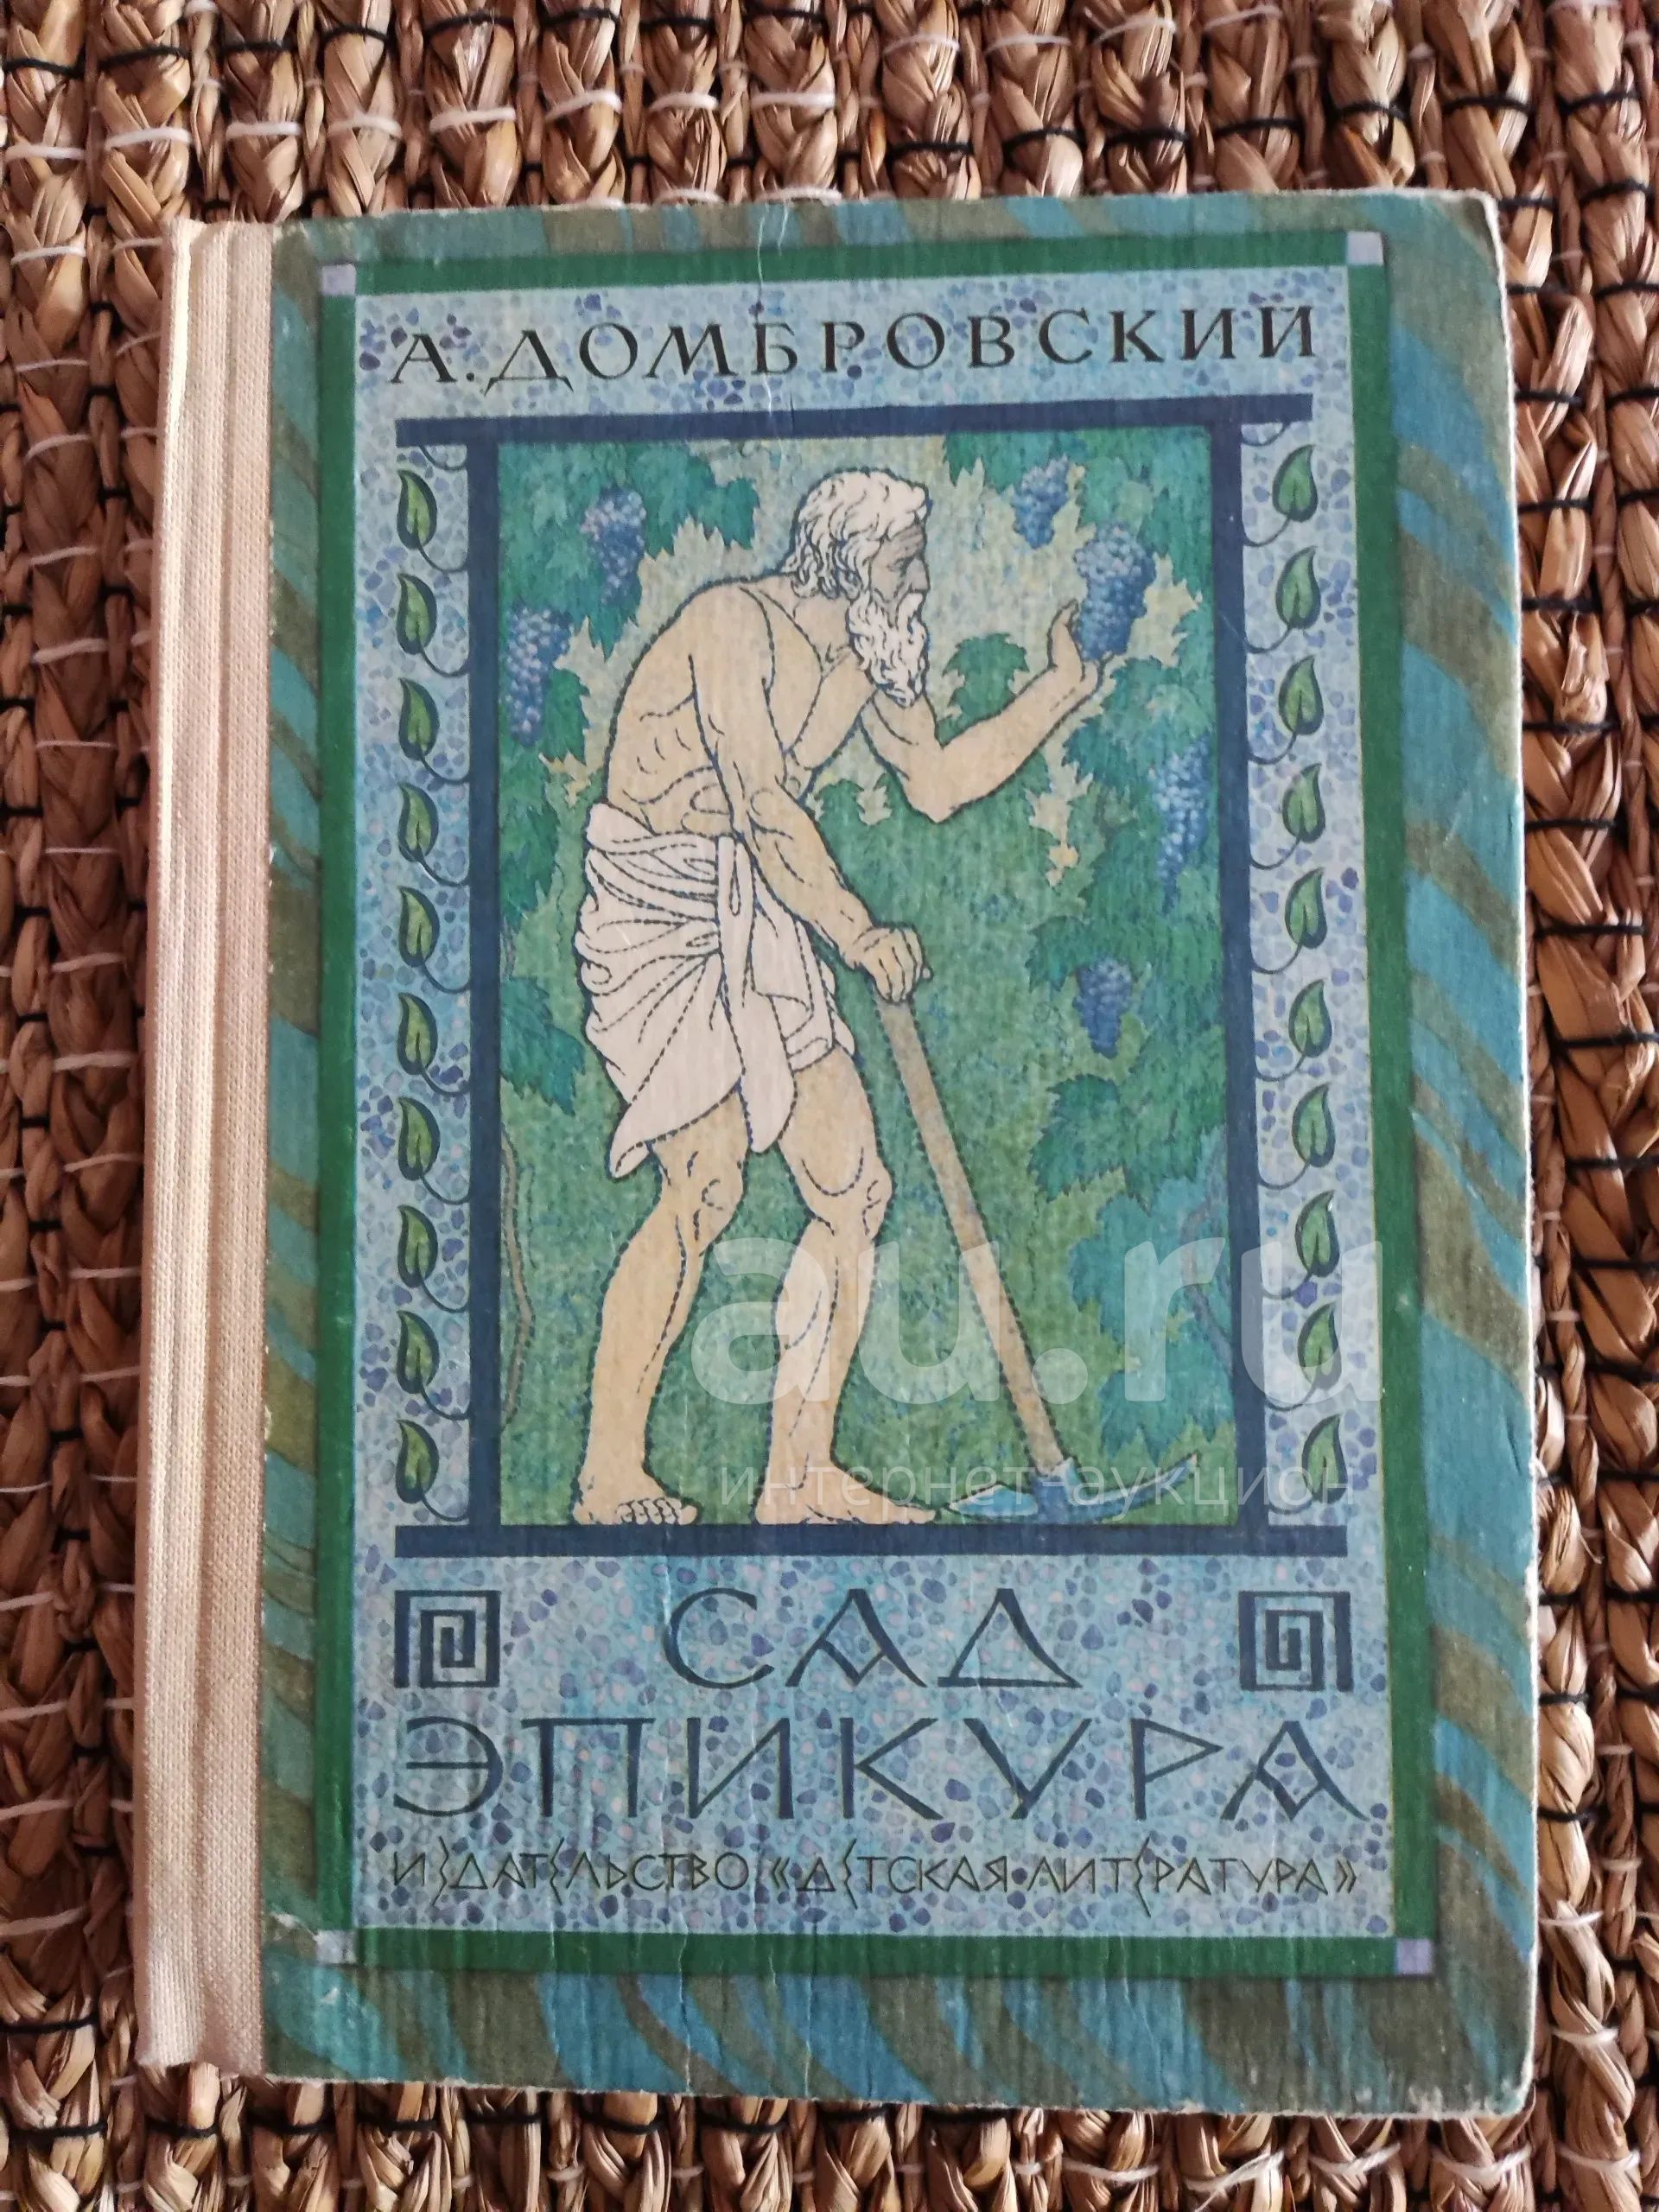 А. ДОМБРОВСКИЙ
au.ru
интернет-аукцион
САД
ЭПИКУРА
ИЗДАТЕЛЬСТВО «ДЕТСКАЯ•ЛИТЕРАТУРА»